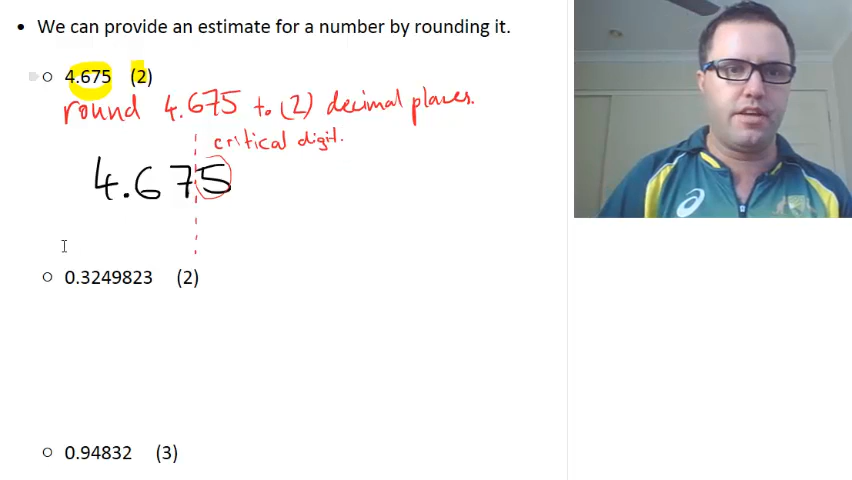 We can provide an estimate for a number by rounding it.
4.675 (2)
round 4.675 to (2) decimal places.
critical digit.
4.675
0.3249823 (2)
0.94832 (3)